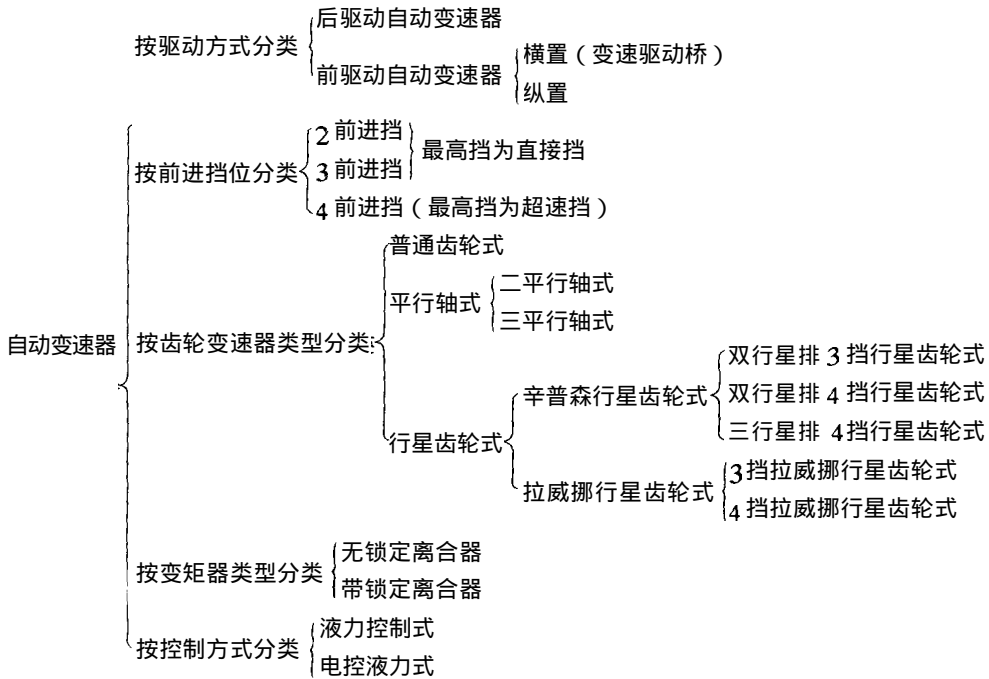 后驱动自动变速器
按驱动方式分类
横置（变速驱动桥）
前驱动自动变速器
纵置
2 前进挡
最高挡为直接挡
按前进挡位分类
3 前进挡
4 前进挡（最高挡为超速挡）
普通齿轮式
二平行轴式
平行轴式
三平行轴式
自动变速器
按齿轮变速器类型分类
双行星排 3 挡行星齿轮式
辛普森行星齿轮式
双行星排 4 挡行星齿轮式
三行星排 4挡行星齿轮式
行星齿轮式
3挡拉威挪行星齿轮式
拉威挪行星齿轮式
4 挡拉威挪行星齿轮式
无锁定离合器
按变矩器类型分类
带锁定离合器
液力控制式
按控制方式分类
电控液力式